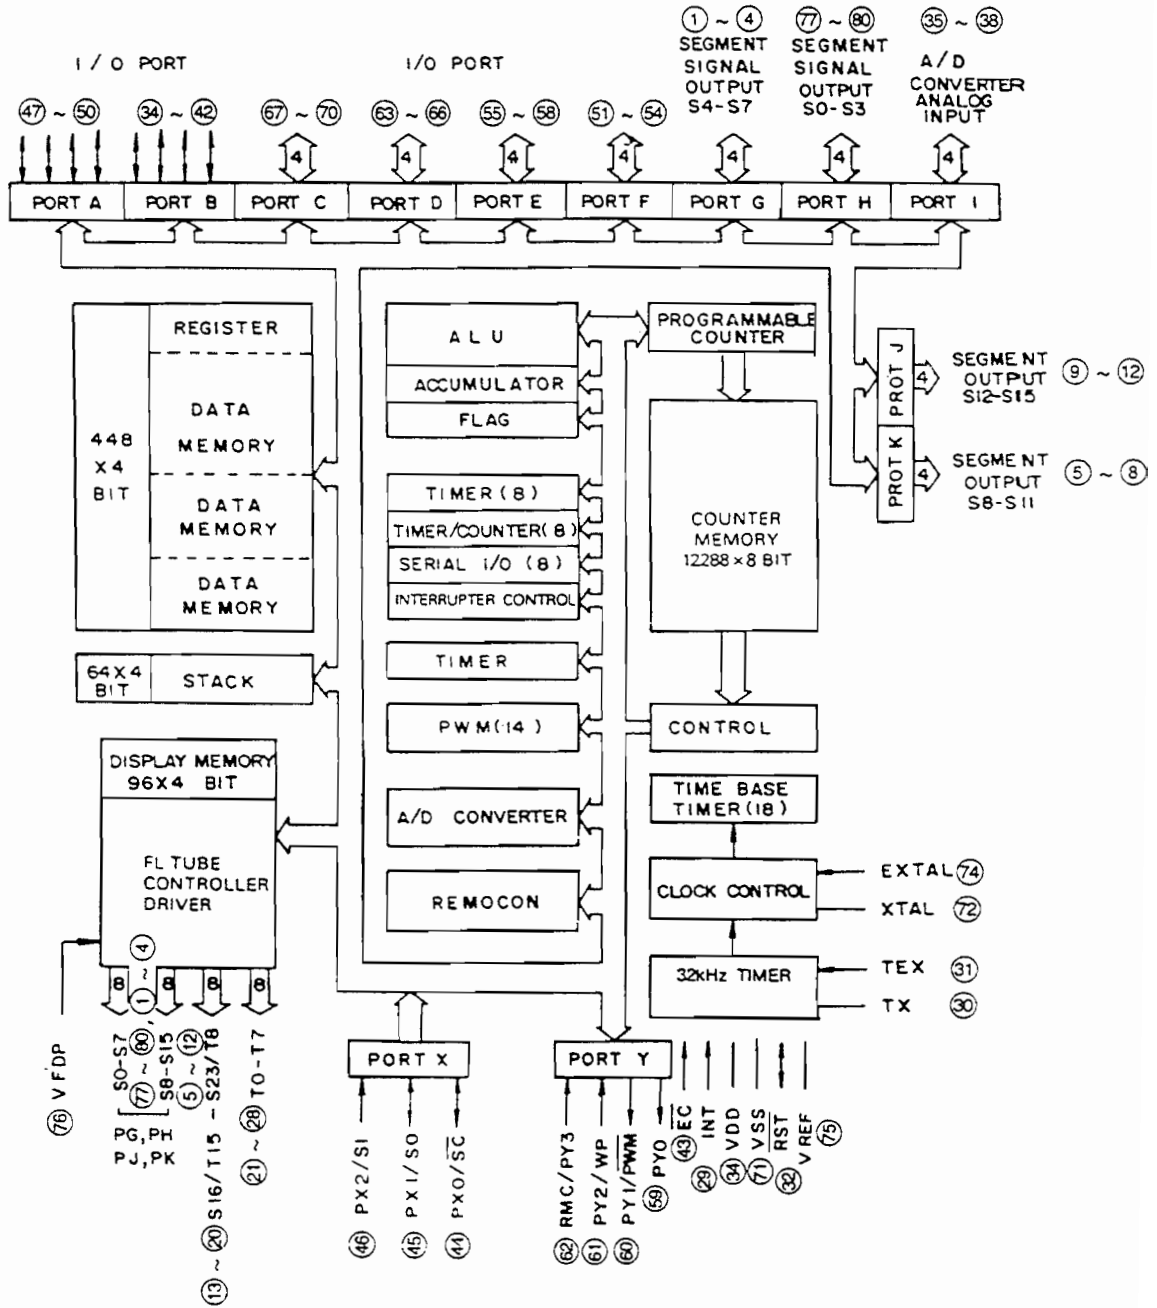 ① ~ ④
SEGMENT
SIGNAL
OUTPUT
S4-S7
⑦⑦ ~ ⑧⓪
SEGMENT
SIGNAL
OUTPUT
S0-S3
㉟ ~ ㊳
A/D
CONVERTER
ANALOG
INPUT
I/O PORT
I/O PORT
㊼ ~ ㊿
㉞ ~ ㊷
67 ~ 70
63 ~ 66
55 ~ 58
51 ~ 54
4
4
4
4
4
4
4
PORT A
PORT B
PORT C
PORT D
PORT E
PORT F
PORT G
PORT H
PORT I
448
X 4
BIT
REGISTER
DATA
MEMORY
DATA
MEMORY
DATA
MEMORY
64X4
BIT
STACK
DISPLAY MEMORY
96X4 BIT
FL TUBE
CONTROLLER
DRIVER
ALU
ACCUMULATOR
FLAG
TIMER(8)
TIMER/COUNTER(8)
SERIAL I/O (8)
INTERRUPTER CONTROL
TIMER
PWM(14)
A/D CONVERTER
REMOCON
PROGRAMMABLE
COUNTER
COUNTER
MEMORY
12288×8 BIT
CONTROL
TIME BASE
TIMER(18)
CLOCK CONTROL
32kHz TIMER
PROT J
4
SEGMENT
OUTPUT
S12-S15
⑨ ~ ⑫
PROT K
4
SEGMENT
OUTPUT
S8-S11
⑤ ~ ⑧
EXTAL 74
XTAL 72
TEX ㉛
TX ㉚
8
8
8
8
76 VFDP
S0-S7
77 ~ 80, ① ~ ④
S8-S15
⑤ ~ ⑫
PG,PH
PJ,PK
⑬ ~ ⑳ S16/T15 - S23/T8
㉑ ~ ㉘ T0-T7
PORT X
㊻ PX2/SI
㊺ PX1/SO
㊹ PX0/SC
PORT Y
62 RMC/PY3
61 PY2/WP
60 PY1/PWM
59 PY0
㊸ EC
㉙ INT
㉞ VDD
71 VSS
㉜ RST
VREF
75